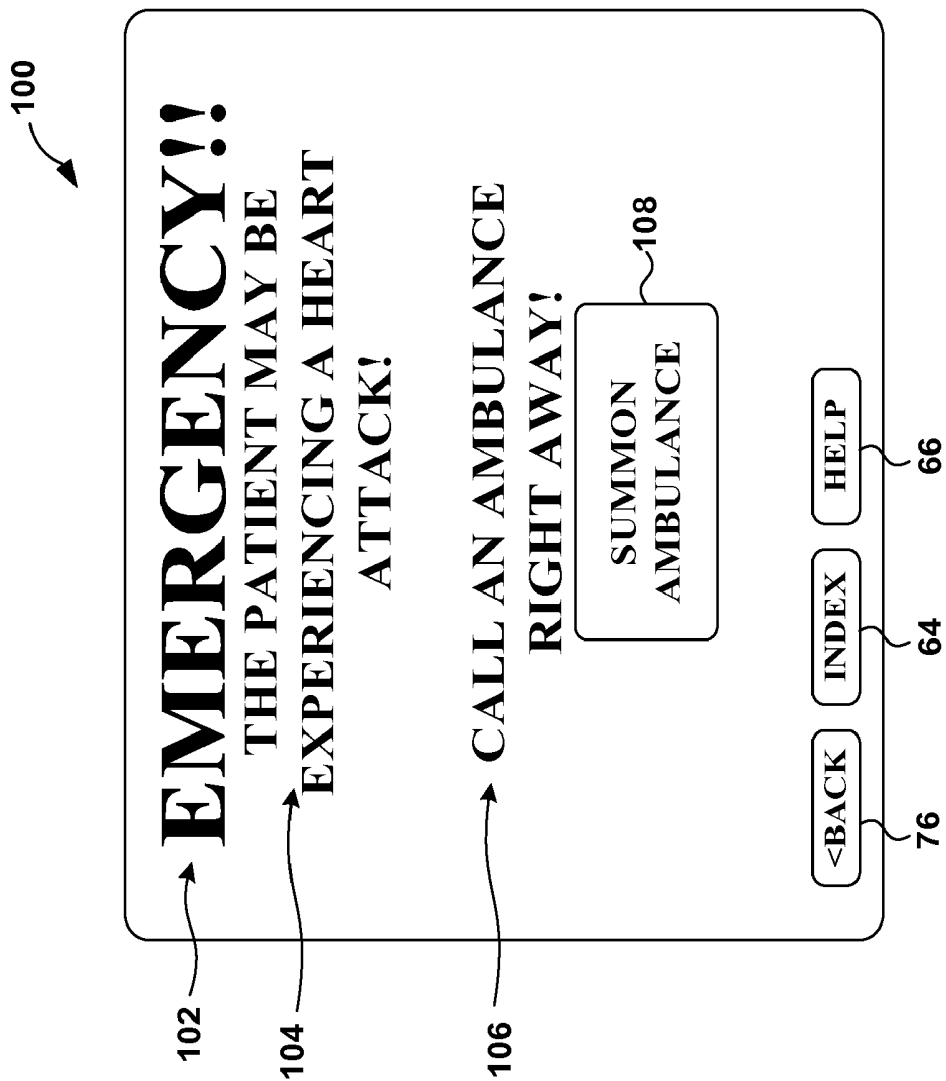 100
102
EMERGENCY!!
104
THE PATIENT MAY BE
EXPERIENCING A HEART
ATTACK!
106
CALL AN AMBULANCE
RIGHT AWAY!
108
SUMMON
AMBULANCE
<BACK
INDEX
HELP
76
64
66